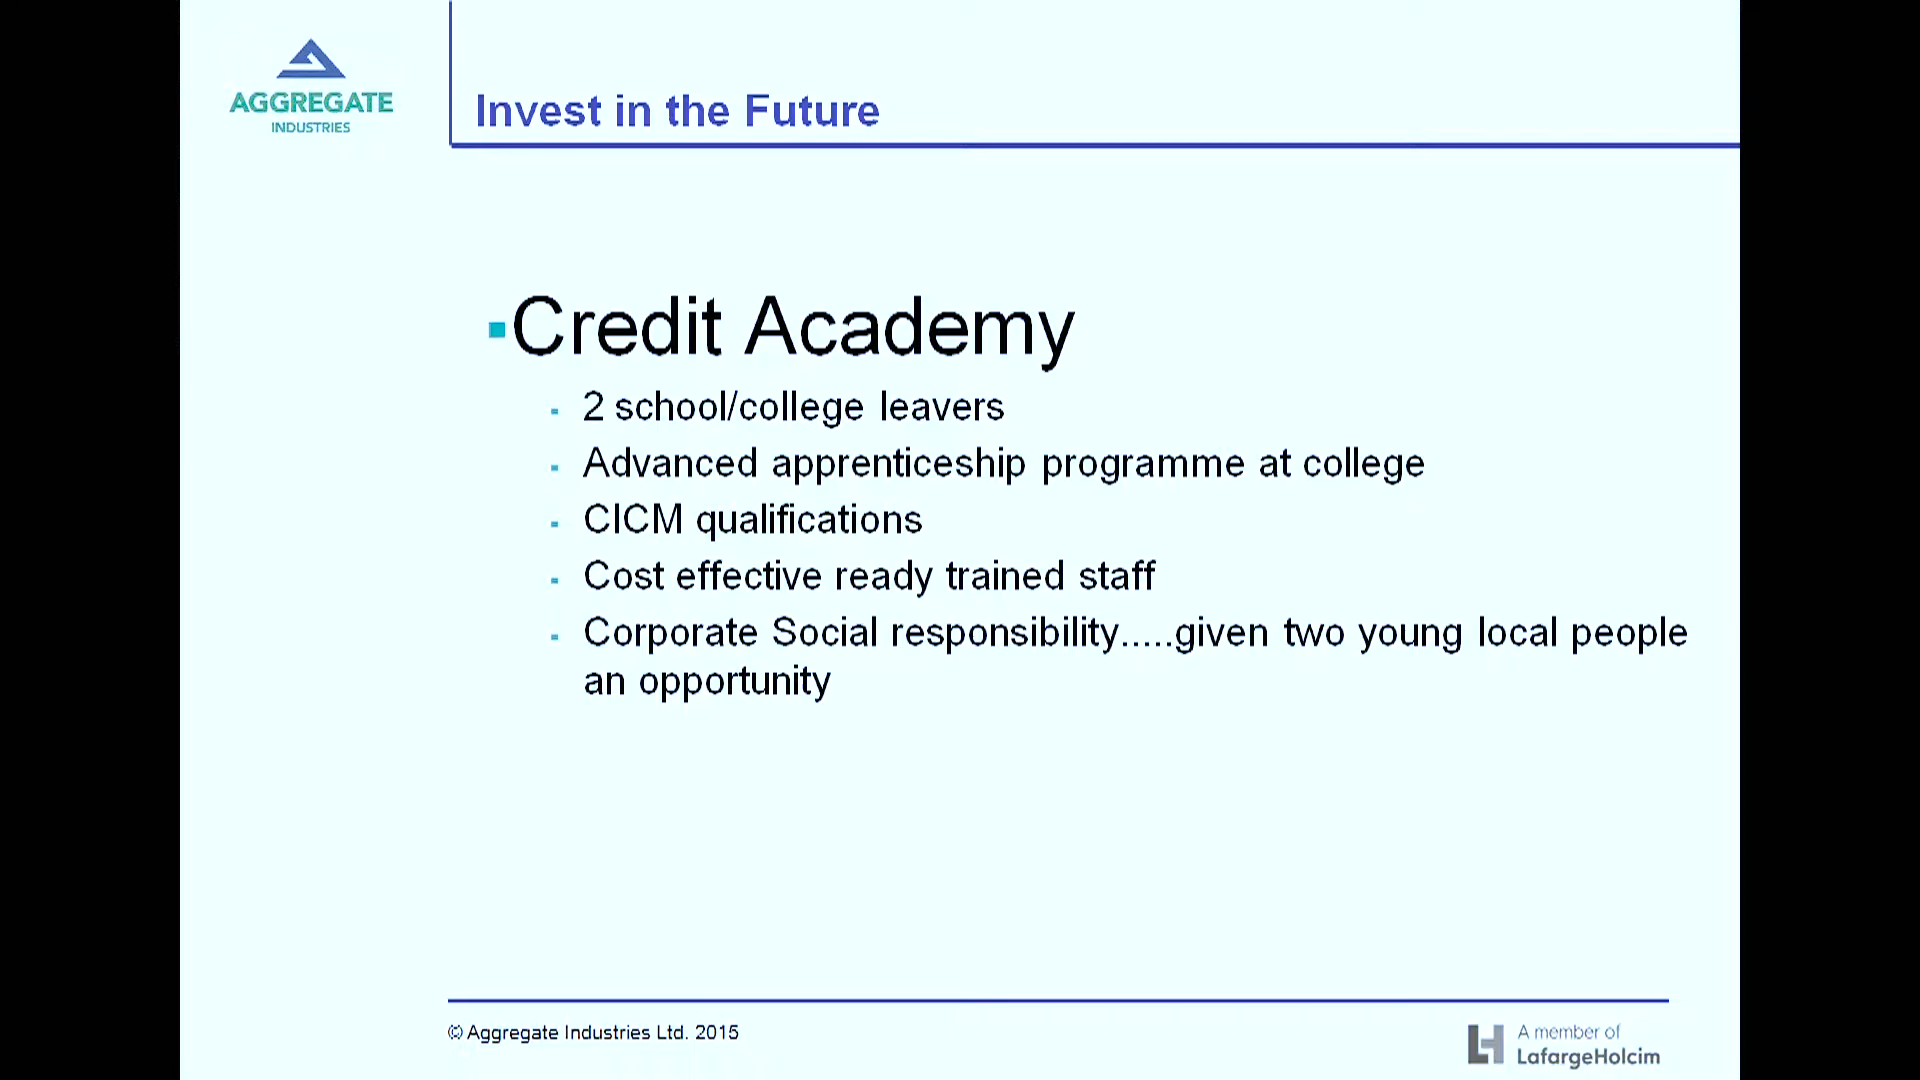 AGGREGATE
INDUSTRIES
Invest in the Future
Credit Academy
- 2 school/college leavers
- Advanced apprenticeship programme at college
- CICM qualifications
- Cost effective ready trained staff
- Corporate Social responsibility.....given two young local people
an opportunity
© Aggregate Industries Ltd. 2015
A member of
LafargeHolcim